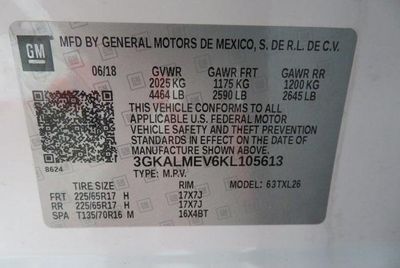 GM
MFD BY GENERAL MOTORS DE MEXICO, S. DE R.L. DE C.V.
06/18 GVWR GAWR FRT GAWR RR
2025 KG 1175 KG 1200 KG
4464 LB 2590 LB 2645 LB
THIS VEHICLE CONFORMS TO ALL
APPLICABLE U.S. FEDERAL MOTOR
VEHICLE SAFETY AND THEFT PREVENTION
STANDARDS IN EFFECT ON THE DATE OF
MANUFACTURE SHOWN ABOVE.
3GKALMEV6KL105613
8624
TYPE: M.P.V. MODEL: 63TXL26
TIRE SIZE SPEED RTG RIM
FRT 225/65R17 H 17X7J
RR 225/65R17 H 17X7J
SPA T135/70R16 M 16X4BT